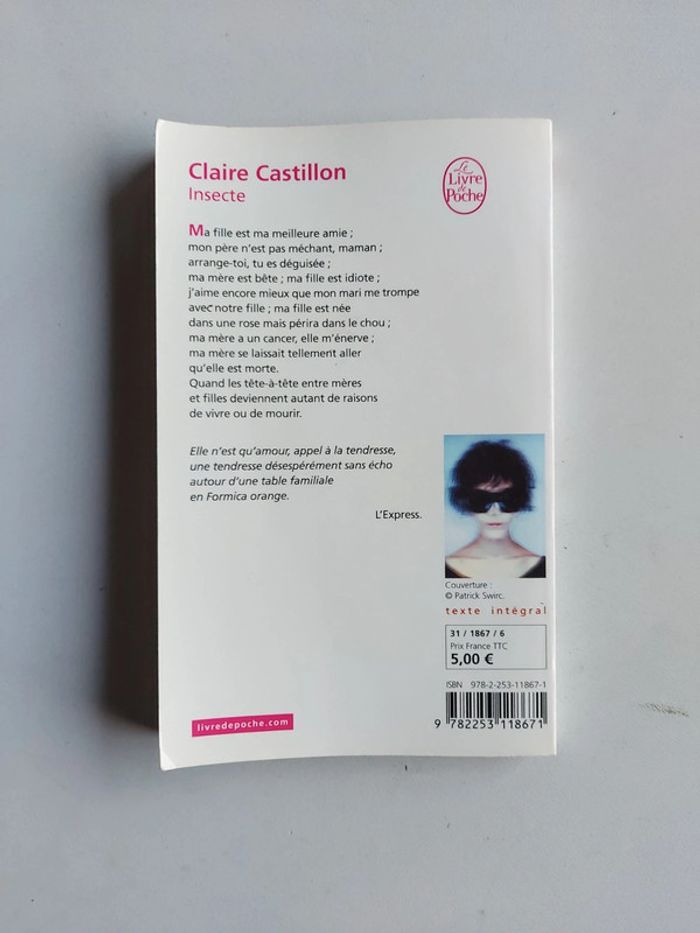 Claire Castillon
Insecte
Le
Livre
de
Poche
Ma fille est ma meilleure amie ;
mon père n'est pas méchant, maman ;
arrange-toi, tu es déguisée ;
ma mère est bête ; ma fille est idiote ;
j'aime encore mieux que mon mari me trompe
avec notre fille ; ma fille est née
dans une rose mais périra dans le chou ;
ma mère a un cancer, elle m'énerve ;
ma mère se laissait tellement aller
qu'elle est morte.
Quand les tête-à-tête entre mères
et filles deviennent autant de raisons
de vivre ou de mourir.
Elle n'est qu'amour, appel à la tendresse,
une tendresse désespérément sans écho
autour d'une table familiale
en Formica orange.
L'Express.
Couverture :
© Patrick Swirc.
texte intégral
31 / 1867 / 6
Prix France TTC
5,00 €
ISBN 978-2-253-11867-1
9 782253 118671
livredepoche.com